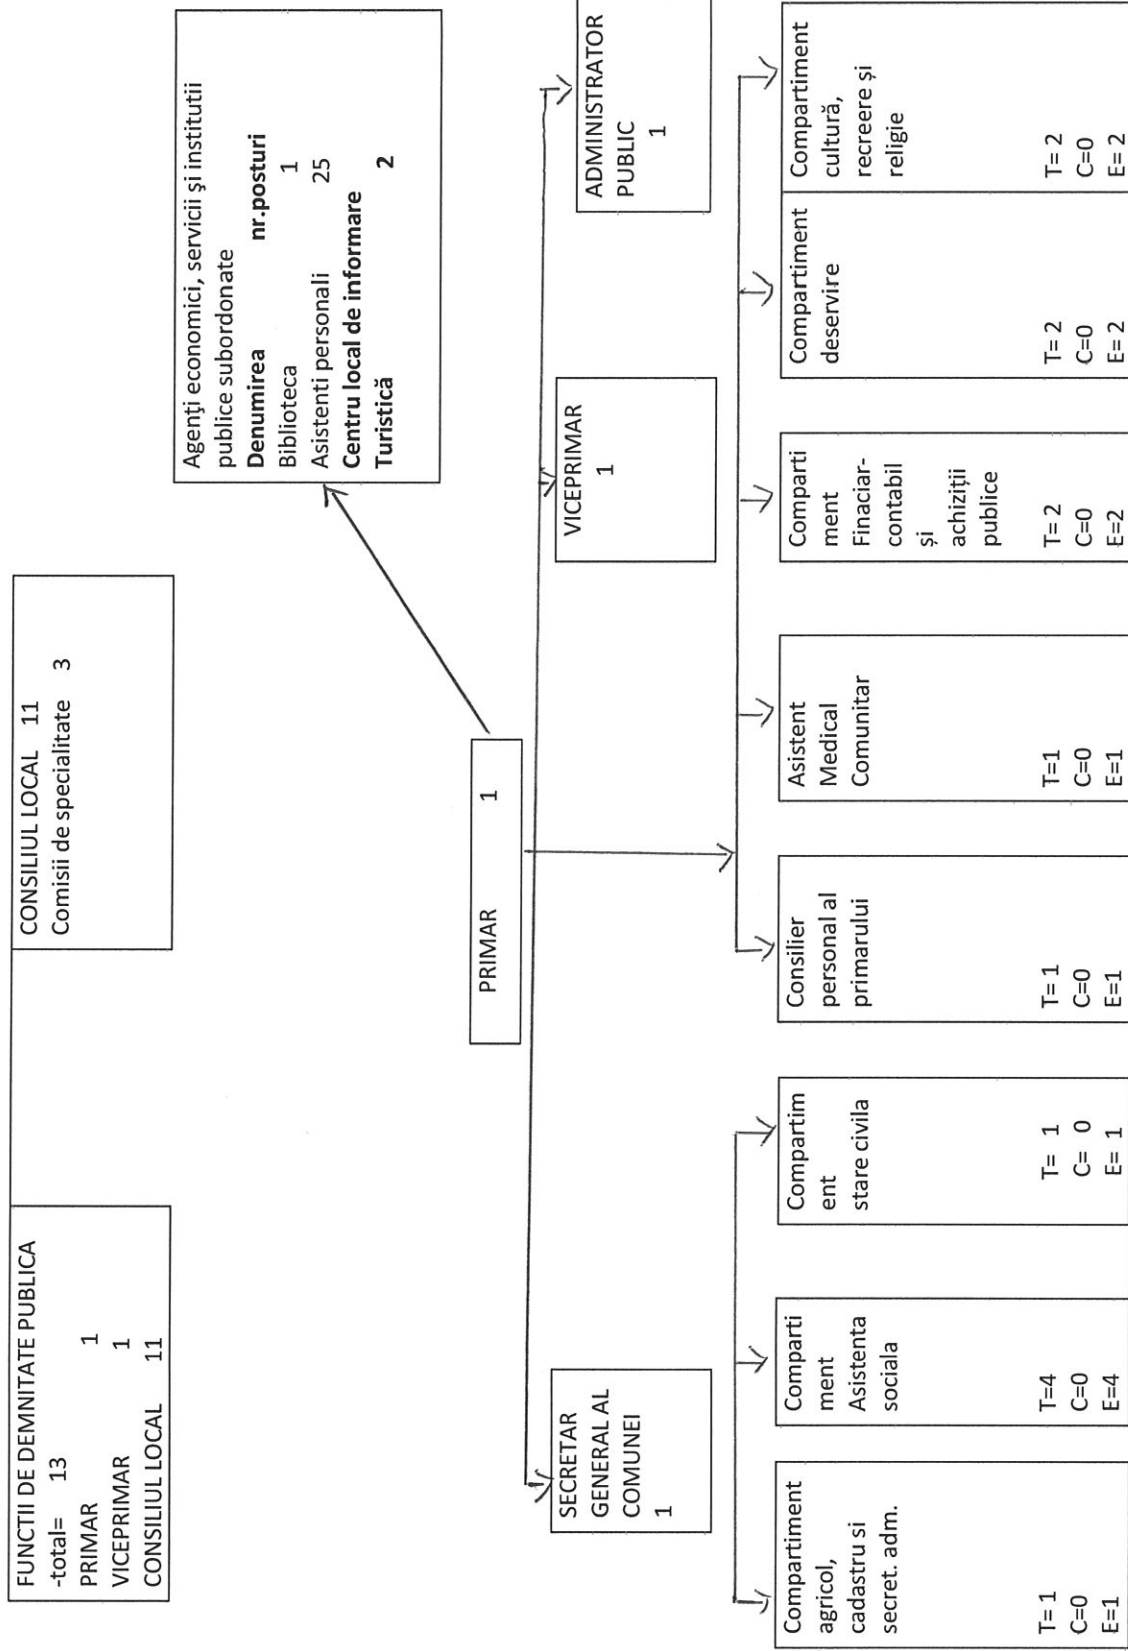 FUNCTII DE DEMNITATE PUBLICA
-total= 13
PRIMAR 1
VICEPRIMAR 1
CONSILIUL LOCAL 11
CONSILIUL LOCAL 11
Comisii de specialitate 3
Agenţi economici, servicii şi institutii
publice subordonate
Denumirea nr.posturi
Biblioteca 1
Asistenti personali 25
Centru local de informare
Turistică 2
PRIMAR 1
SECRETAR
GENERAL AL
COMUNEI
1
VICEPRIMAR
1
ADMINISTRATOR
PUBLIC
1
Compartiment
agricol,
cadastru si
secret. adm.
T= 1
C=0
E=1
Comparti
ment
Asistenta
sociala
T=4
C=0
E=4
Compartim
ent
stare civila
T= 1
C= 0
E= 1
Consilier
personal al
primarului
T= 1
C=0
E=1
Asistent
Medical
Comunitar
T=1
C=0
E=1
Comparti
ment
Finaciar-
contabil
și
achiziții
publice
T= 2
C=0
E=2
Compartiment
deservire
T= 2
C=0
E= 2
Compartiment
cultură,
recreere și
religie
T= 2
C=0
E= 2